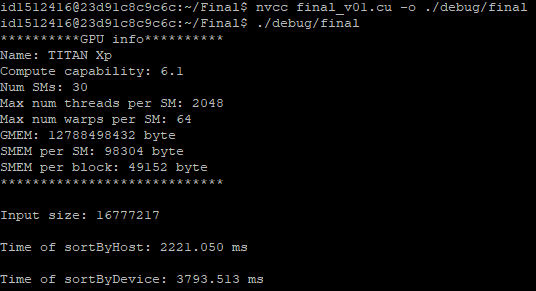 id1512416@23d91c8c9c6c:~/Final$ nvcc final_v01.cu -o ./debug/final
id1512416@23d91c8c9c6c:~/Final$ ./debug/final
**********GPU info**********
Name: TITAN Xp
Compute capability: 6.1
Num SMs: 30
Max num threads per SM: 2048
Max num warps per SM: 64
GMEM: 12788498432 byte
SMEM per SM: 98304 byte
SMEM per block: 49152 byte
****************************
Input size: 16777217
Time of sortByHost: 2221.050 ms
Time of sortByDevice: 3793.513 ms